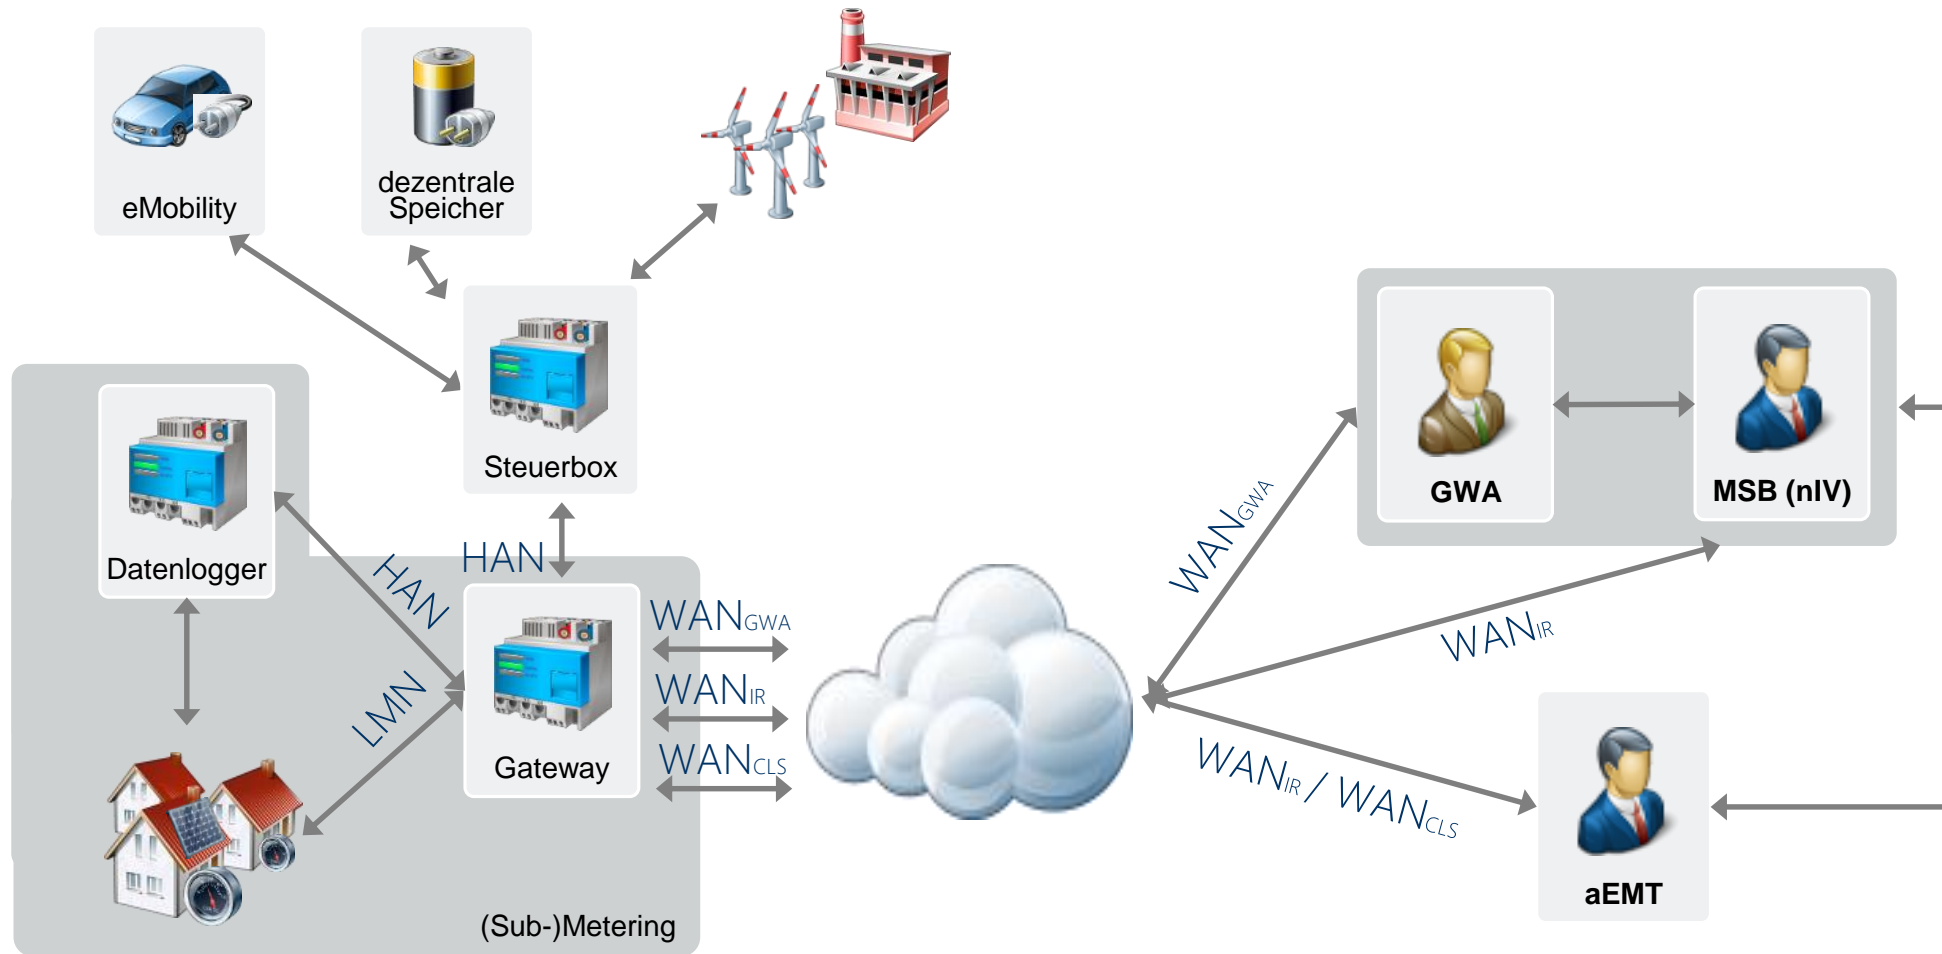 eMobility
dezentrale
Speicher
Steuerbox
GWA
MSB (nIV)
Datenlogger
HAN
HAN
LMN
Gateway
WANGWA
WANIR
WANCLS
WANGWA
WANIR
WANIR / WANCLS
aEMT
(Sub-)Metering